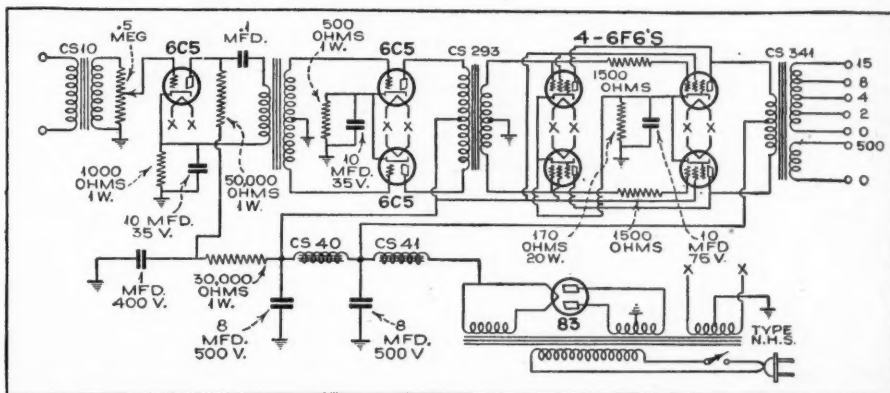 CS10
.5
MEG
6C5
.1
MFD.
500
OHMS
1W.
6C5
CS 293
4-6F6'S
1500
OHMS
CS 341
15
8
4
2
0
500
0
X X
X X
X X
X X
1000
OHMS
1W.
10 MFD.
35 V.
50,000
OHMS
1W.
10
MFD.
35V.
6C5
170
OHMS
20W.
1500
OHMS
10
MFD
75 V.
1
MFD.
400 V.
30,000
OHMS
1W.
CS 40
CS 41
8
MFD.
500 V.
8
MFD.
500 V
83
X X
TYPE
N.H.S.